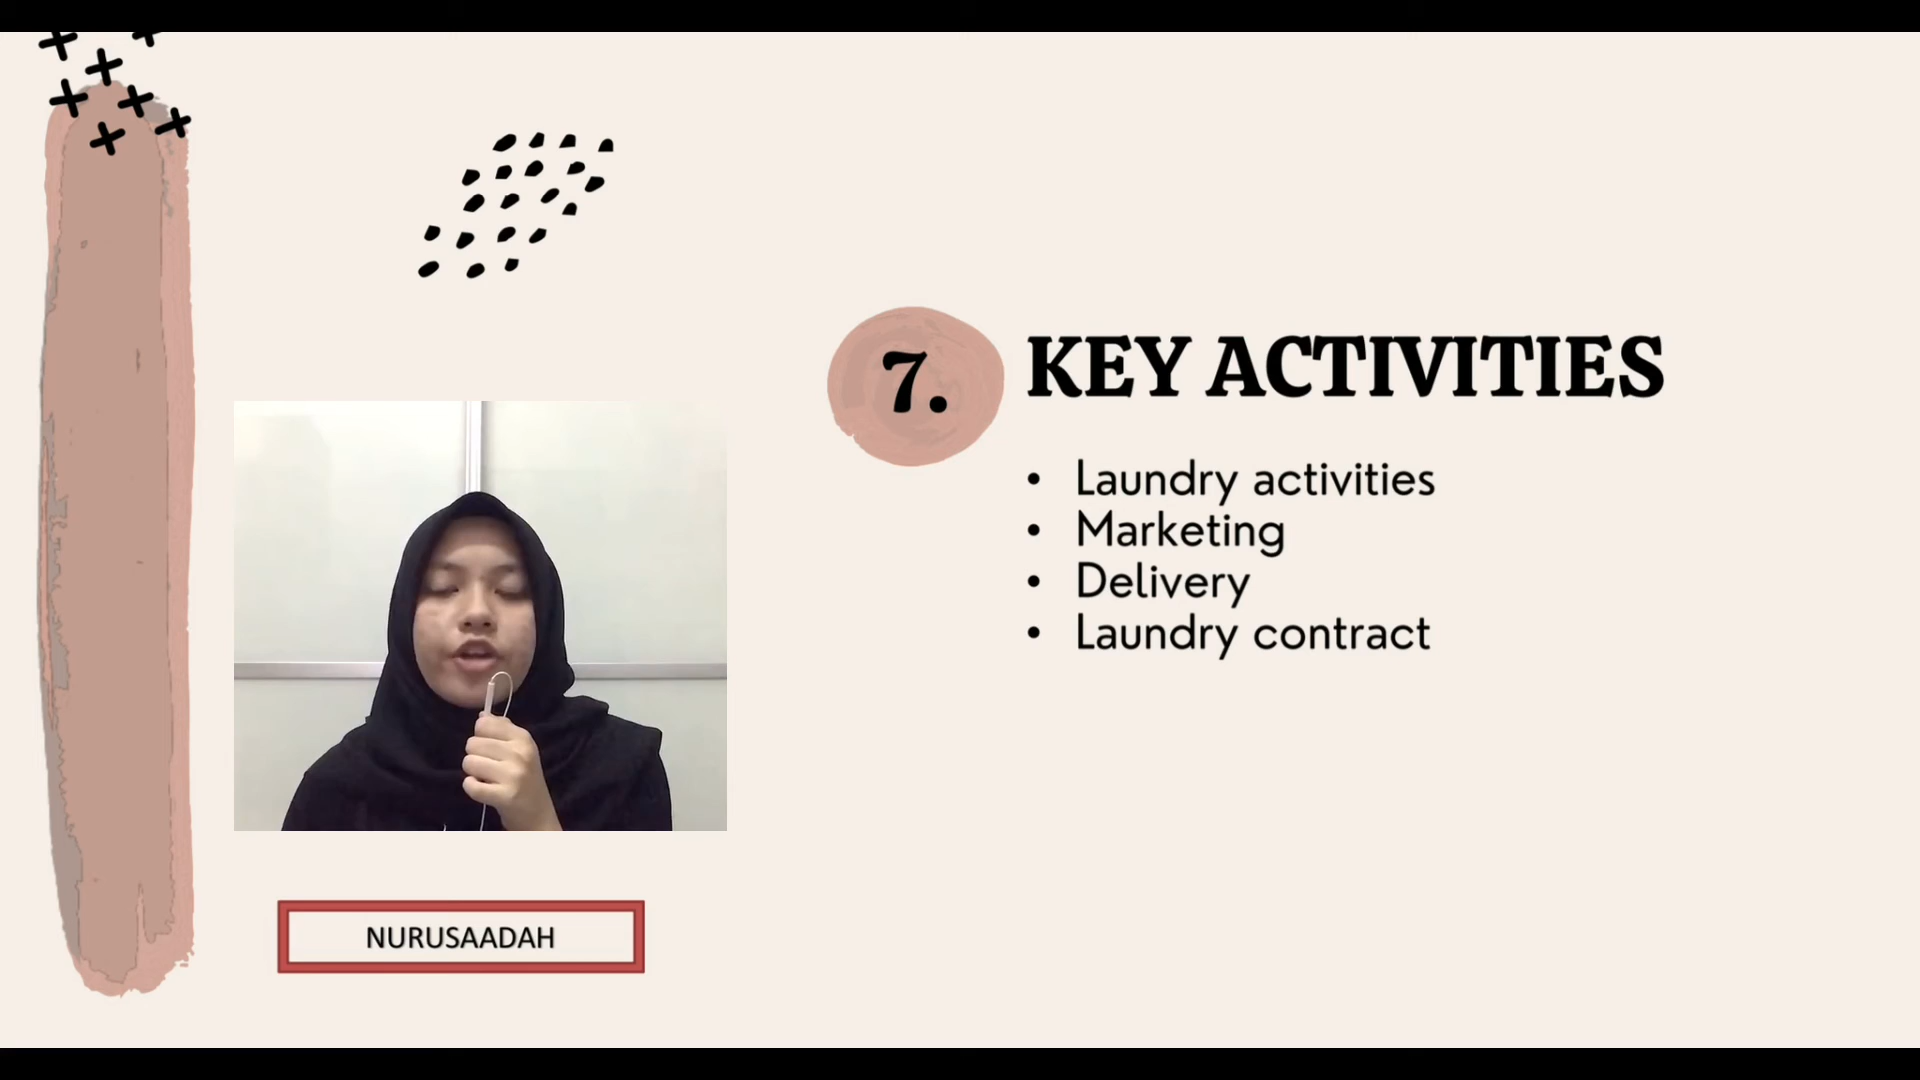 7. KEY ACTIVITIES
• Laundry activities
• Marketing
• Delivery
• Laundry contract
NURUSAADAH